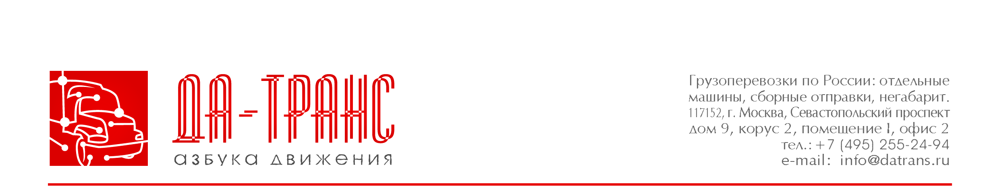 ДА-ТРАНС
азбука движения
Грузоперевозки по России: отдельные
машины, сборные отправки, негабарит.
117152, г. Москва, Севастопольский проспект
дом 9, корус 2, помещение I, офис 2
тел.: +7 (495) 255-24-94
e-mail: info@datrans.ru